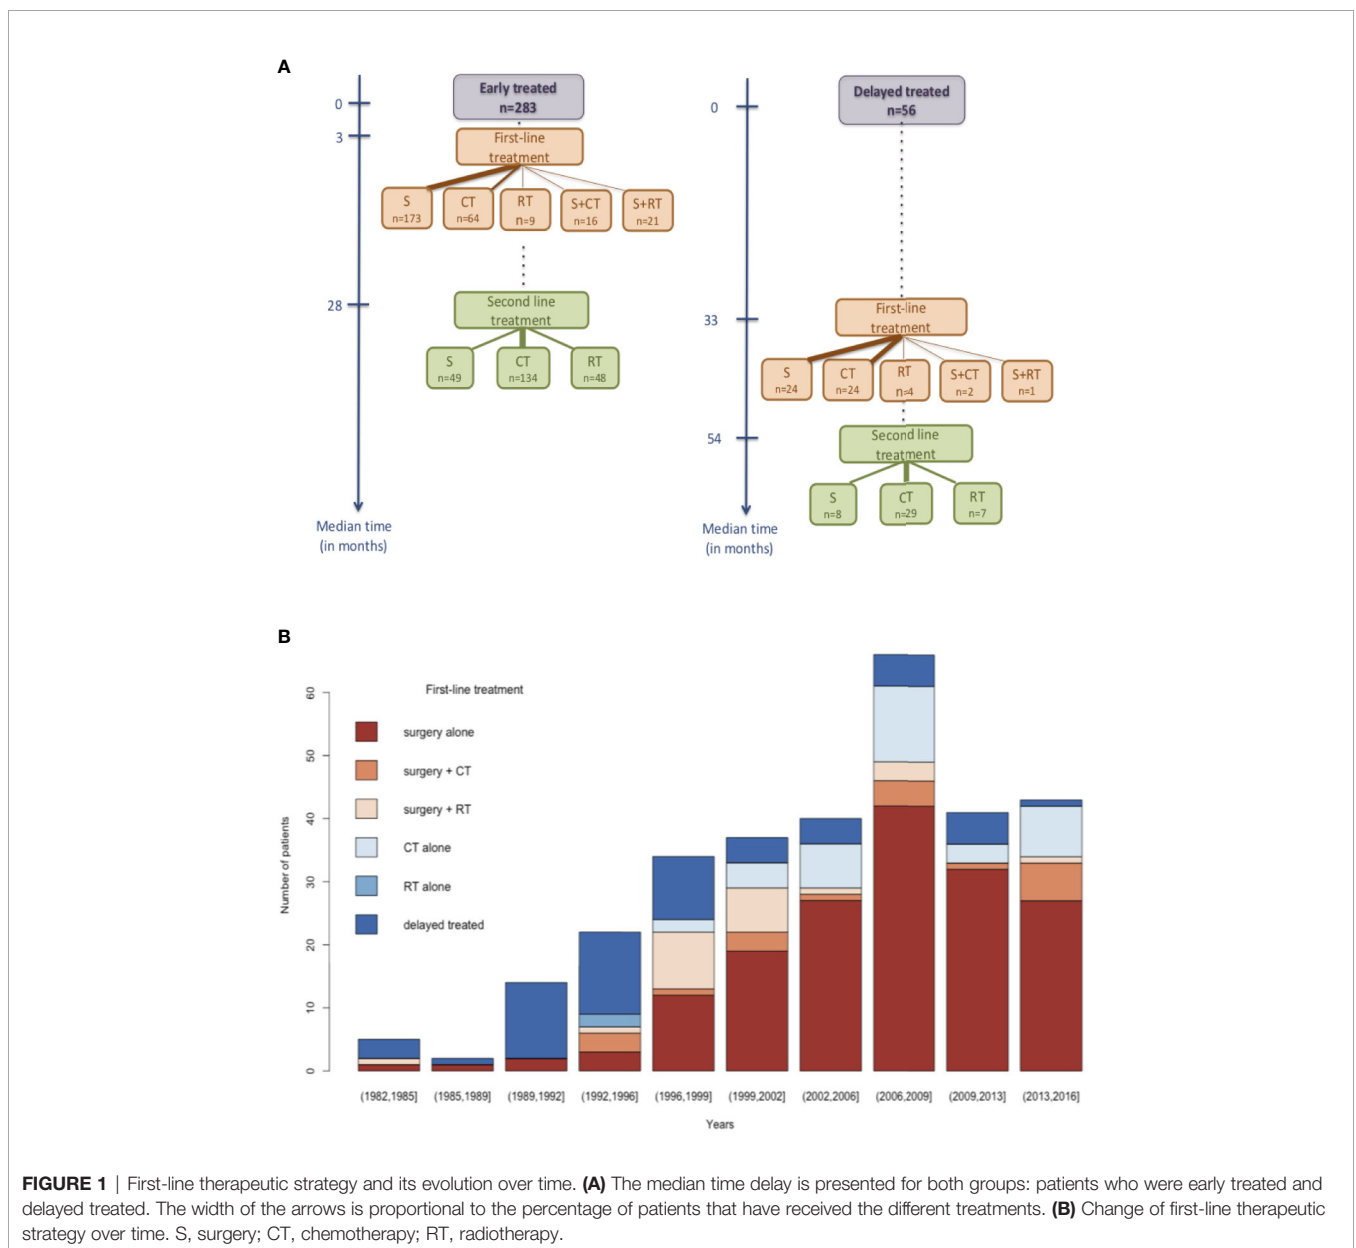 A
0
3
28
Early treated
n=283
First-line
treatment
S
n=173
CT
n=64
RT
n=9
S+CT
n=16
S+RT
n=21
Second line
treatment
S
n=49
CT
n=134
RT
n=48
Median time
(in months)
0
33
54
Delayed treated
n=56
First-line
treatment
S
n=24
CT
n=24
RT
n=4
S+CT
n=2
S+RT
n=1
Second line
treatment
S
n=8
CT
n=29
RT
n=7
Median time
(in months)
B
First-line treatment
surgery alone
surgery + CT
surgery + RT
CT alone
RT alone
delayed treated
Number of patients
60
50
40
30
20
10
0
(1982,1985]
(1985,1989]
(1989,1992]
(1992,1996]
(1996,1999]
(1999,2002]
(2002,2006]
(2006,2009]
(2009,2013]
(2013,2016]
Years
FIGURE 1 | First-line therapeutic strategy and its evolution over time. (A) The median time delay is presented for both groups: patients who were early treated and
delayed treated. The width of the arrows is proportional to the percentage of patients that have received the different treatments. (B) Change of first-line therapeutic
strategy over time. S, surgery; CT, chemotherapy; RT, radiotherapy.